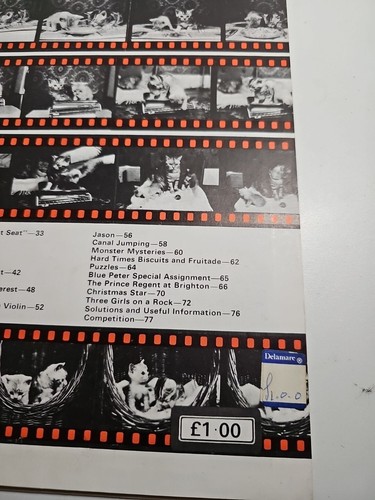 t Seat"—33
t—42
erest—48
Violin—52
Jason—56
Canal Jumping—58
Monster Mysteries—60
Hard Times Biscuits and Fruitade—62
Puzzles—64
Blue Peter Special Assignment—65
The Prince Regent at Brighton—66
Christmas Star—70
Three Girls on a Rock—72
Solutions and Useful Information—76
Competition—77
Delamare®
£1·00